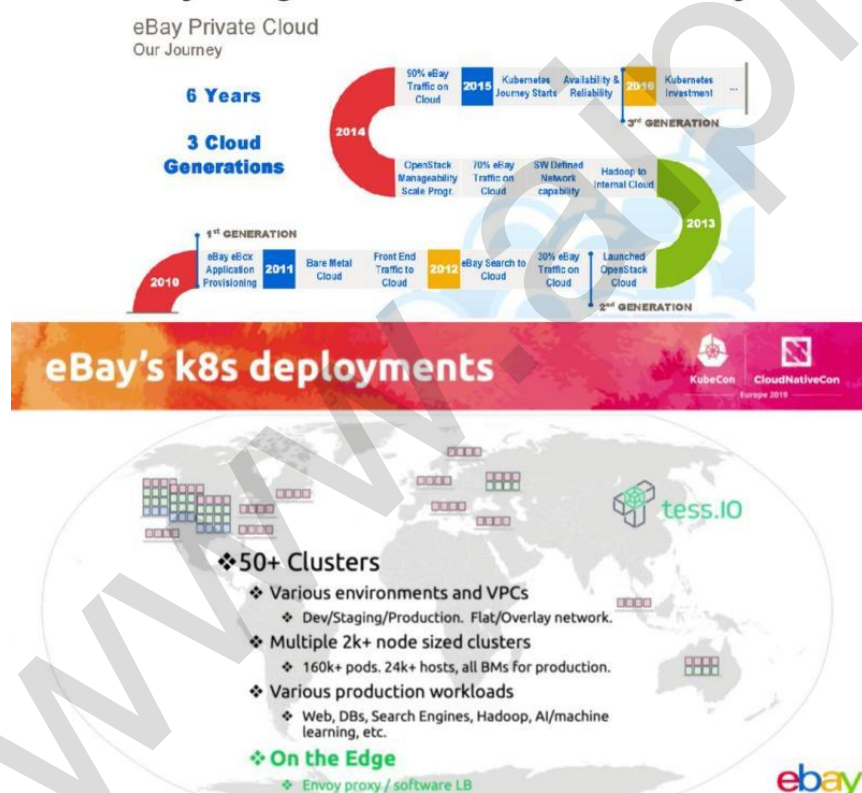 eBay Private Cloud
Our Journey
6 Years
3 Cloud
Generations
90% eBay
Traffic on
Cloud
2015
Kubernetes
Journey Starts
Availability &
Reliability
2016
Kubernetes
Investment
...
3rd GENERATION
2014
OpenStack
Manageability
Scale Progr.
70% eBay
Traffic on
Cloud
SW Defined
Network
capability
Hadoop to
Internal Cloud
2013
1st GENERATION
2010
eBay eBox
Application
Provisioning
2011
Bare Metal
Cloud
Front End
Traffic to
Cloud
2012
eBay Search to
Cloud
30% eBay
Traffic on
Cloud
Launched
OpenStack
Cloud
2nd GENERATION
eBay's k8s deployments
KubeCon
CloudNativeCon
Europe 2019
tess.IO
❖50+ Clusters
❖ Various environments and VPCs
❖ Dev/Staging/Production. Flat/Overlay network.
❖ Multiple 2k+ node sized clusters
❖ 160k+ pods. 24k+ hosts, all BMs for production.
❖ Various production workloads
❖ Web, DBs, Search Engines, Hadoop, AI/machine
learning, etc.
❖ On the Edge
❖ Envoy proxy / software LB
ebay
www.alp